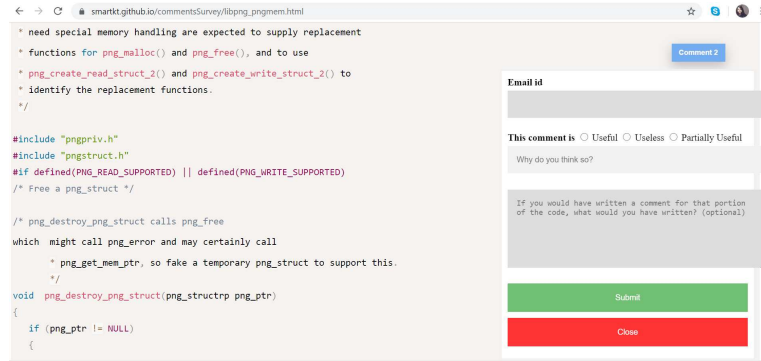 smartkt.github.io/commentsSurvey/libpng_pngmem.html
* need special memory handling are expected to supply replacement
* functions for png_malloc() and png_free(), and to use
* png_create_read_struct_2() and png_create_write_struct_2() to
* identify the replacement functions.
*/
#include "pngpriv.h"
#include "pngstruct.h"
#if defined(PNG_READ_SUPPORTED) || defined(PNG_WRITE_SUPPORTED)
/* Free a png_struct */
/* png_destroy_png_struct calls png_free
which  might call png_error and may certainly call
* png_get_mem_ptr, so fake a temporary png_struct to support this.
*/
void  png_destroy_png_struct(png_structrp png_ptr)
{
if (png_ptr != NULL)
{
Comment 2
Email id
This comment is Useful Useless Partially Useful
Why do you think so?
If you would have written a comment for that portion
of the code, what would you have written? (optional)
Submit
Close